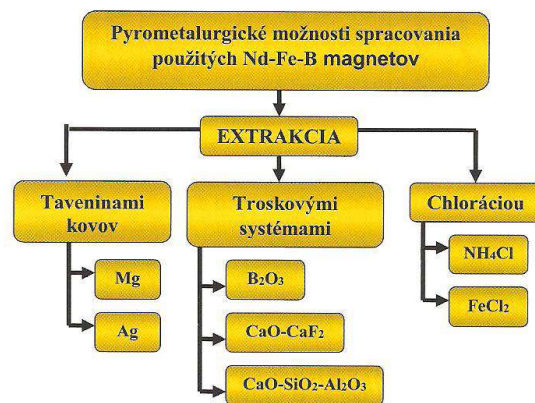 Pyrometalurgické možnosti spracovania
použitých Nd-Fe-B magnetov
EXTRAKCIA
Taveninami
kovov
Mg
Ag
Troskovými
systémami
B₂O₃
CaO-CaF₂
CaO-SiO₂-Al₂O₃
Chloráciou
NH₄Cl
FeCl₂